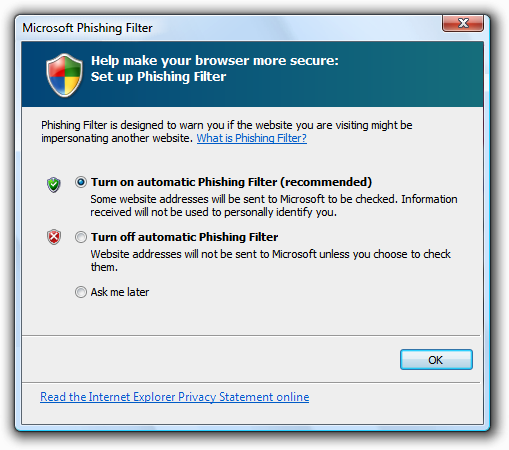 Microsoft Phishing Filter
Help make your browser more secure:
Set up Phishing Filter
Phishing Filter is designed to warn you if the website you are visiting might be
impersonating another website. What is Phishing Filter?
Turn on automatic Phishing Filter (recommended)
Some website addresses will be sent to Microsoft to be checked. Information
received will not be used to personally identify you.
Turn off automatic Phishing Filter
Website addresses will not be sent to Microsoft unless you choose to check
them.
Ask me later
OK
Read the Internet Explorer Privacy Statement online